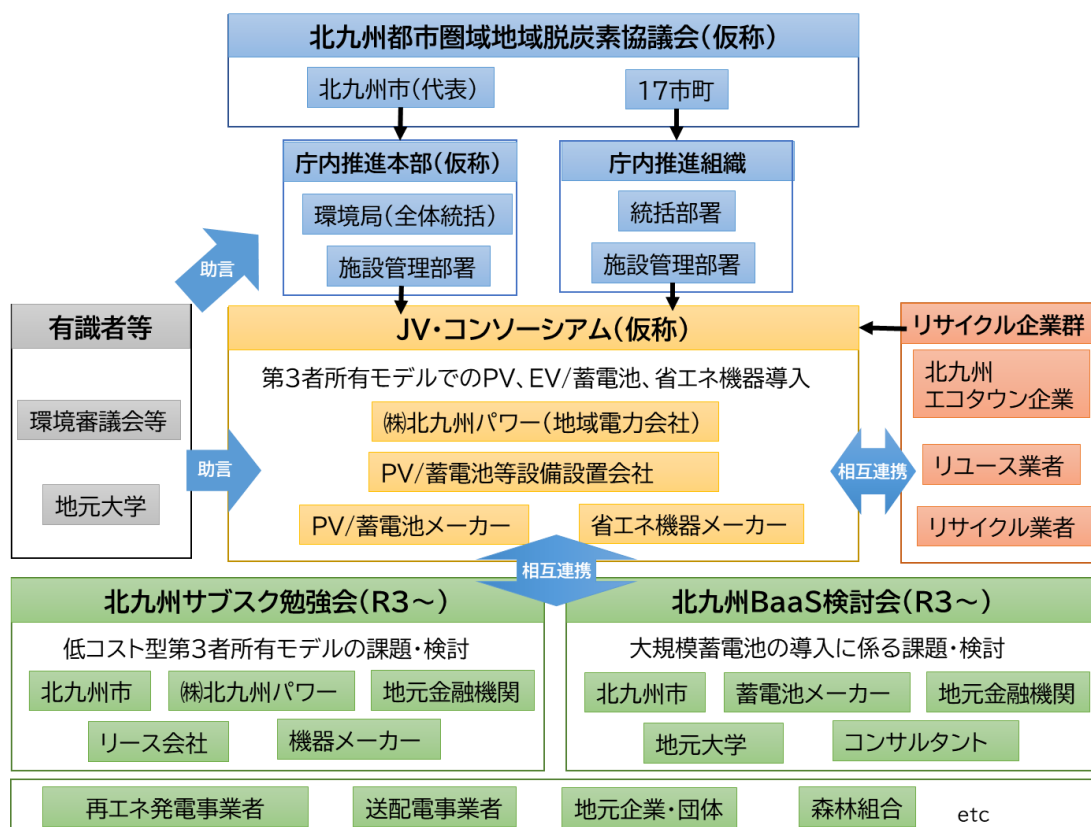 北九州都市圏域地域脱炭素協議会(仮称)
北九州市(代表)
17市町
庁内推進本部(仮称)
環境局(全体統括)
施設管理部署
庁内推進組織
統括部署
施設管理部署
助言
有識者等
環境審議会等
地元大学
助言
JV・コンソーシアム(仮称)
第3者所有モデルでのPV、EV/蓄電池、省エネ機器導入
㈱北九州パワー(地域電力会社)
PV/蓄電池等設備設置会社
PV/蓄電池メーカー
省エネ機器メーカー
相互連携
リサイクル企業群
北九州
エコタウン企業
リユース業者
リサイクル業者
相互連携
北九州サブスク勉強会(R3~)
低コスト型第3者所有モデルの課題・検討
北九州市
㈱北九州パワー
地元金融機関
リース会社
機器メーカー
北九州BaaS検討会(R3~)
大規模蓄電池の導入に係る課題・検討
北九州市
蓄電池メーカー
地元金融機関
地元大学
コンサルタント
再エネ発電事業者
送配電事業者
地元企業・団体
森林組合
etc